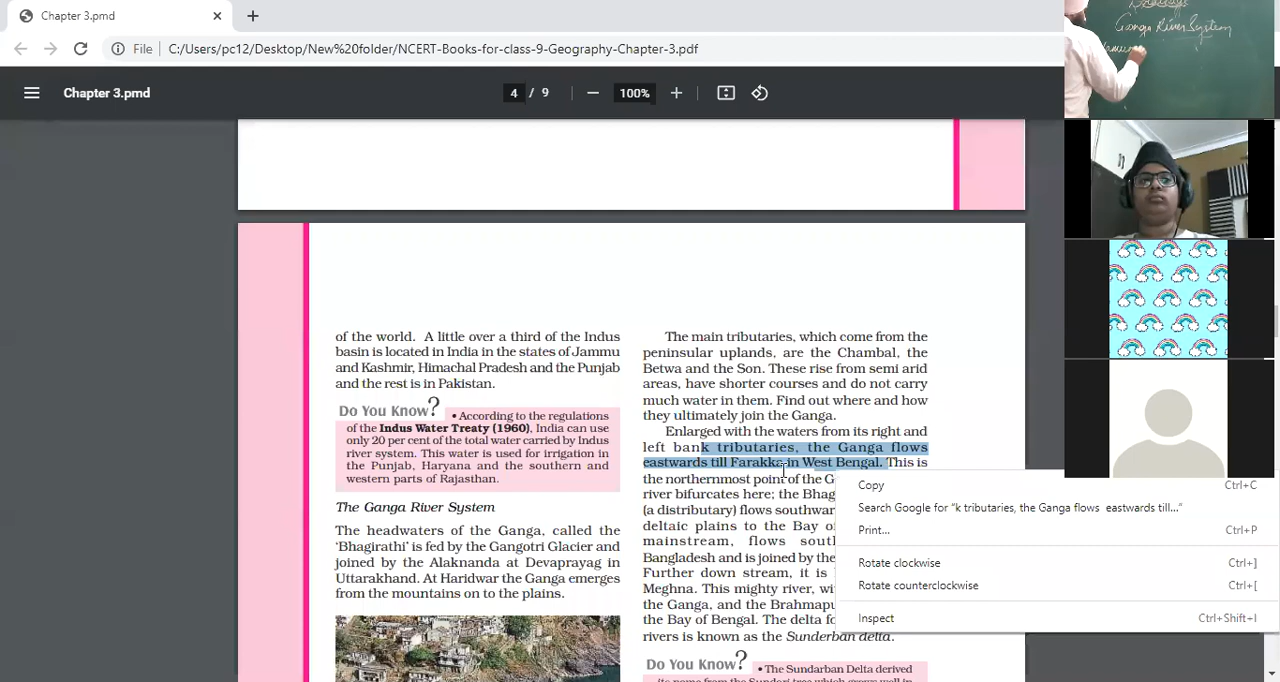 Chapter 3.pmd
File
C:/Users/pc12/Desktop/New%20folder/NCERT-Books-for-class-9-Geography-Chapter-3.pdf
Chapter 3.pmd
4 / 9
100%
of the world. A little over a third of the Indus
basin is located in India in the states of Jammu
and Kashmir, Himachal Pradesh and the Punjab
and the rest is in Pakistan.
Do You Know?
• According to the regulations
of the Indus Water Treaty (1960), India can use
only 20 per cent of the total water carried by Indus
river system. This water is used for irrigation in
the Punjab, Haryana and the southern and
western parts of Rajasthan.
The Ganga River System
The headwaters of the Ganga, called the
‘Bhagirathi’ is fed by the Gangotri Glacier and
joined by the Alaknanda at Devaprayag in
Uttarakhand. At Haridwar the Ganga emerges
from the mountains on to the plains.
The main tributaries, which come from the
peninsular uplands, are the Chambal, the
Betwa and the Son. These rise from semi arid
areas, have shorter courses and do not carry
much water in them. Find out where and how
they ultimately join the Ganga.
Enlarged with the waters from its right and
left bank tributaries, the Ganga flows
eastwards till Farakka in West Bengal. This is
the northernmost point of the G
river bifurcates here; the Bhag
(a distributary) flows southwar
deltaic plains to the Bay o
mainstream, flows sout
Bangladesh and is joined by the
Further down stream, it is
Meghna. This mighty river, wi
the Ganga, and the Brahmapu
the Bay of Bengal. The delta fo
rivers is known as the Sunderban delta.
Do You Know?
• The Sundarban Delta derived
its name from the Sundari tree which grows well in
Copy Ctrl+C
Search Google for “k tributaries, the Ganga flows eastwards till...”
Print... Ctrl+P
Rotate clockwise Ctrl+]
Rotate counterclockwise Ctrl+[
Inspect Ctrl+Shift+I
Ganga River System